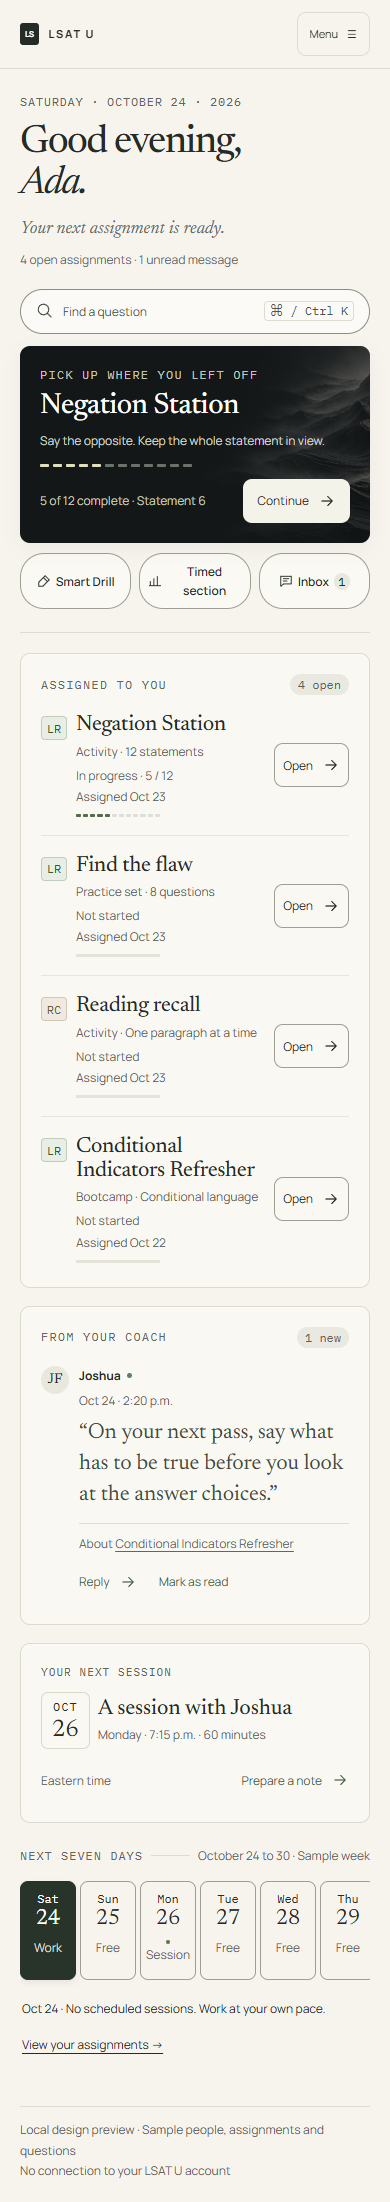 LS LSAT U
Menu ☰
SATURDAY · OCTOBER 24 · 2026
Good evening,
Ada.
Your next assignment is ready.
4 open assignments · 1 unread message
Find a question ⌘ / Ctrl K
PICK UP WHERE YOU LEFT OFF
Negation Station
Say the opposite. Keep the whole statement in view.
5 of 12 complete · Statement 6
Continue →
Smart Drill
Timed
section
Inbox 1
ASSIGNED TO YOU
4 open
LR
Negation Station
Activity · 12 statements
In progress · 5 / 12
Assigned Oct 23
Open →
LR
Find the flaw
Practice set · 8 questions
Not started
Assigned Oct 23
Open →
RC
Reading recall
Activity · One paragraph at a time
Not started
Assigned Oct 23
Open →
LR
Conditional
Indicators Refresher
Bootcamp · Conditional language
Not started
Assigned Oct 22
Open →
FROM YOUR COACH
1 new
JF
Joshua
Oct 24 · 2:20 p.m.
“On your next pass, say what
has to be true before you look
at the answer choices.”
About Conditional Indicators Refresher
Reply → Mark as read
YOUR NEXT SESSION
OCT
26
A session with Joshua
Monday · 7:15 p.m. · 60 minutes
Eastern time
Prepare a note →
NEXT SEVEN DAYS
October 24 to 30 · Sample week
Sat
24
Work
Sun
25
Free
Mon
26
Session
Tue
27
Free
Wed
28
Free
Thu
29
Free
Oct 24 · No scheduled sessions. Work at your own pace.
View your assignments →
Local design preview · Sample people, assignments and
questions
No connection to your LSAT U account